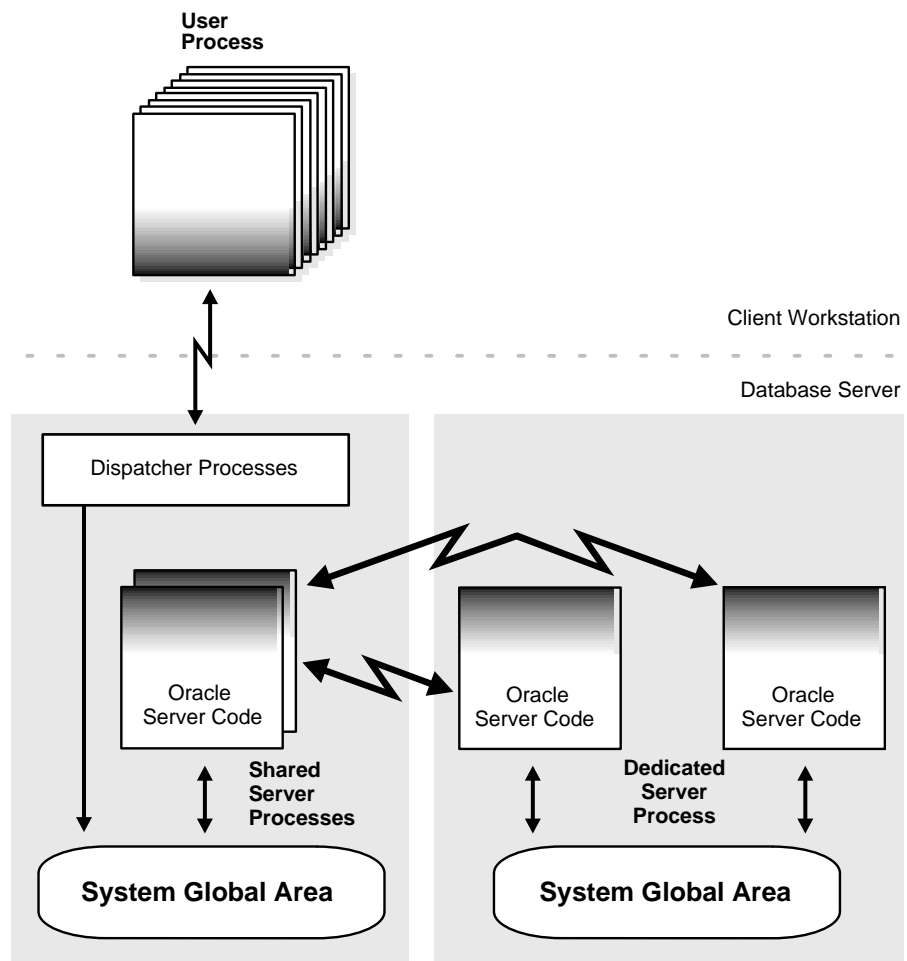 User
Process
Client Workstation
Database Server
Dispatcher Processes
Oracle
Server Code
Oracle
Server Code
Oracle
Server Code
Shared
Server
Processes
Dedicated
Server
Process
System Global Area
System Global Area